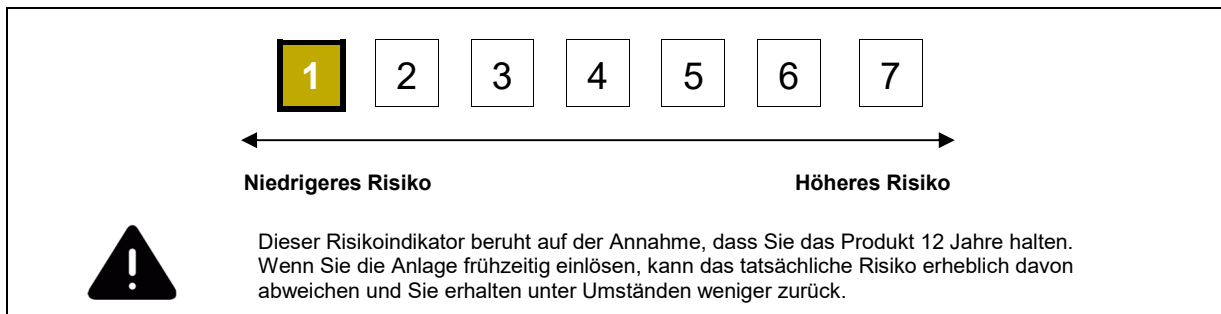 1 2 3 4 5 6 7
Niedrigeres Risiko Höheres Risiko
Dieser Risikoindikator beruht auf der Annahme, dass Sie das Produkt 12 Jahre halten.
Wenn Sie die Anlage frühzeitig einlösen, kann das tatsächliche Risiko erheblich davon
abweichen und Sie erhalten unter Umständen weniger zurück.